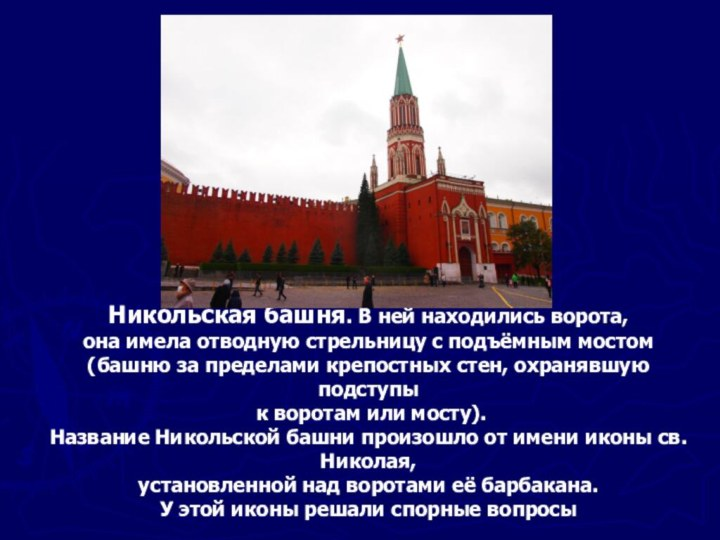 Никольская башня. В ней находились ворота,
она имела отводную стрельницу с подъёмным мостом
(башню за пределами крепостных стен, охранявшую
подступы
к воротам или мосту).
Название Никольской башни произошло от имени иконы св.
Николая,
установленной над воротами её барбакана.
У этой иконы решали спорные вопросы